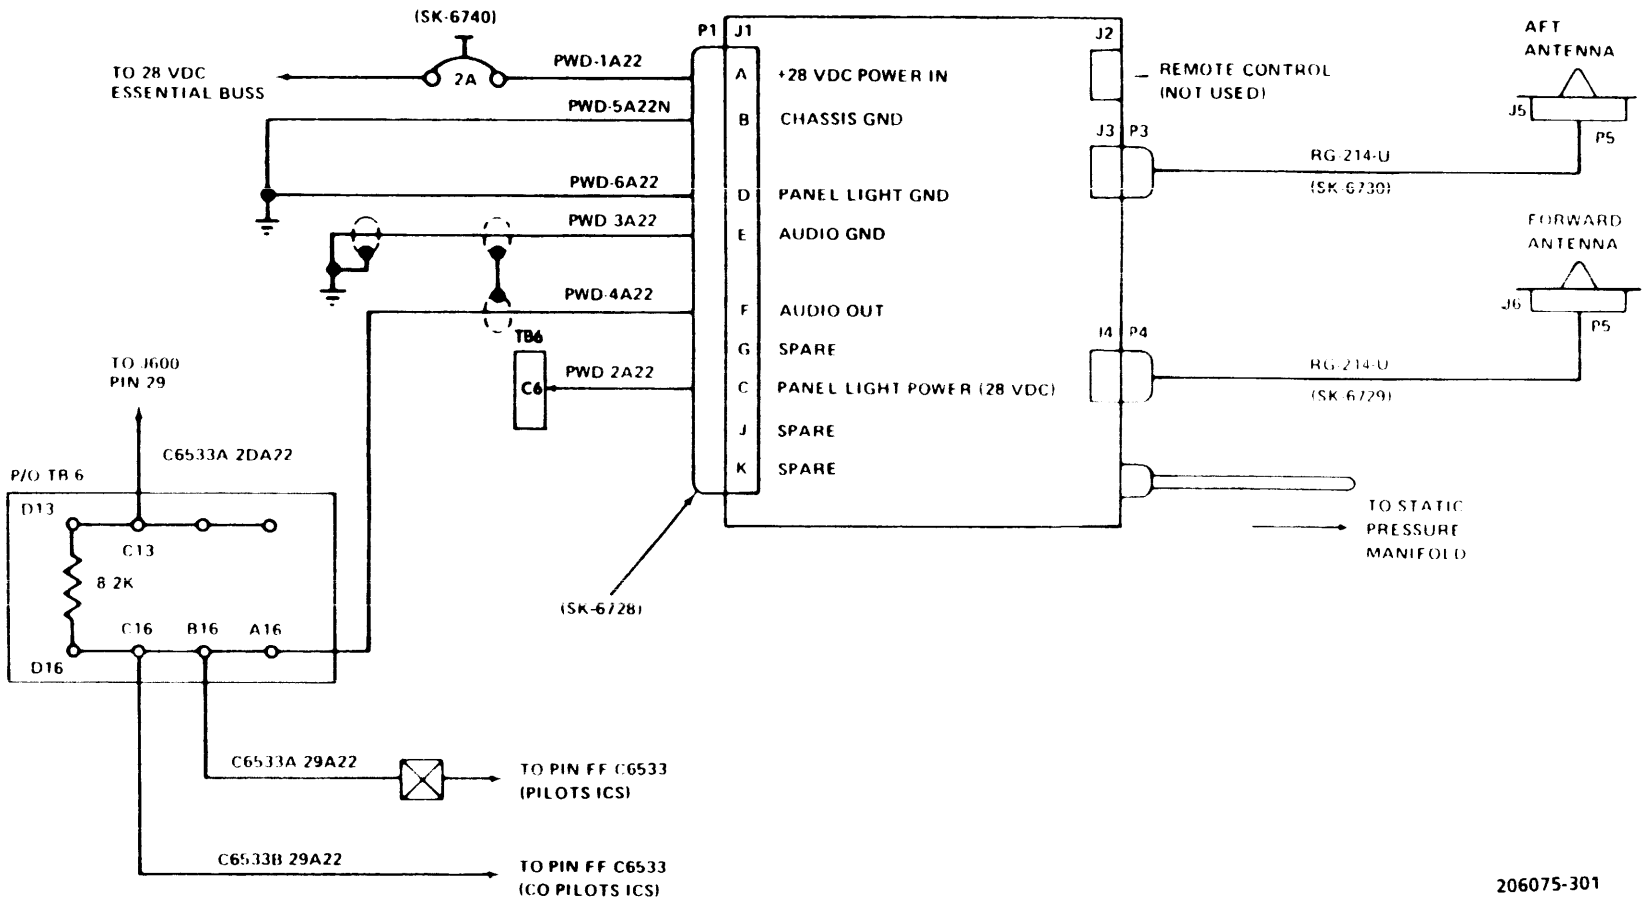 (SK-6740)
TO 28 VDC
ESSENTIAL BUSS
2A
PWD-1A22
PWD-5A22N
PWD-6A22
PWD 3A22
PWD-4A22
TB6
C6
PWD 2A22
P1
J1
A +28 VDC POWER IN
B CHASSIS GND
D PANEL LIGHT GND
E AUDIO GND
F AUDIO OUT
G SPARE
C PANEL LIGHT POWER (28 VDC)
J SPARE
K SPARE
(SK-6728)
J2
REMOTE CONTROL
(NOT USED)
J3 P3
RG-214-U
(SK-6730)
AFT
ANTENNA
J5
P5
FORWARD
ANTENNA
J6
P5
J4 P4
RG-214-U
(SK-6729)
TO STATIC
PRESSURE
MANIFOLD
TO J600
PIN 29
C6533A 2DA22
P/O TB 6
D13
C13
8 2K
C16
B16
A16
D16
C6533A 29A22
TO PIN FF C6533
(PILOTS ICS)
C6533B 29A22
TO PIN FF C6533
(CO PILOTS ICS)
206075-301